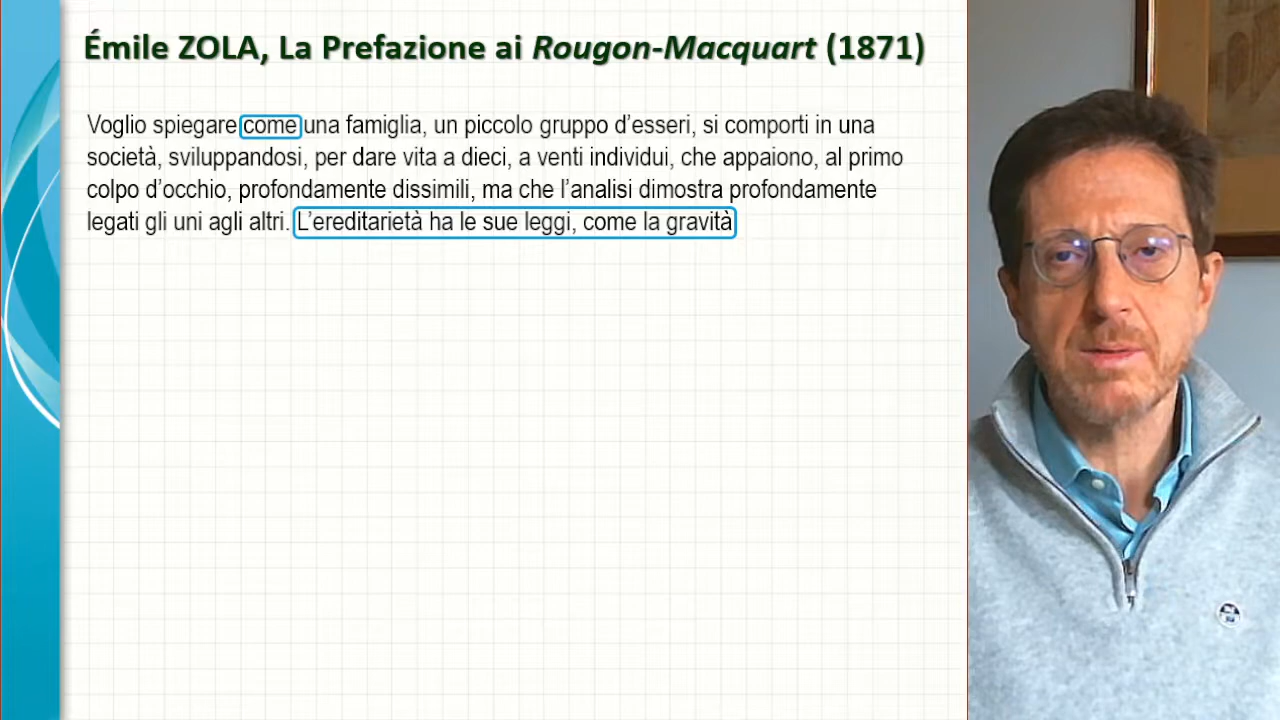 Émile ZOLA, La Prefazione ai Rougon-Macquart (1871)
Voglio spiegare come una famiglia, un piccolo gruppo d’esseri, si comporti in una
società, sviluppandosi, per dare vita a dieci, a venti individui, che appaiono, al primo
colpo d’occhio, profondamente dissimili, ma che l’analisi dimostra profondamente
legati gli uni agli altri. L’ereditarietà ha le sue leggi, come la gravità